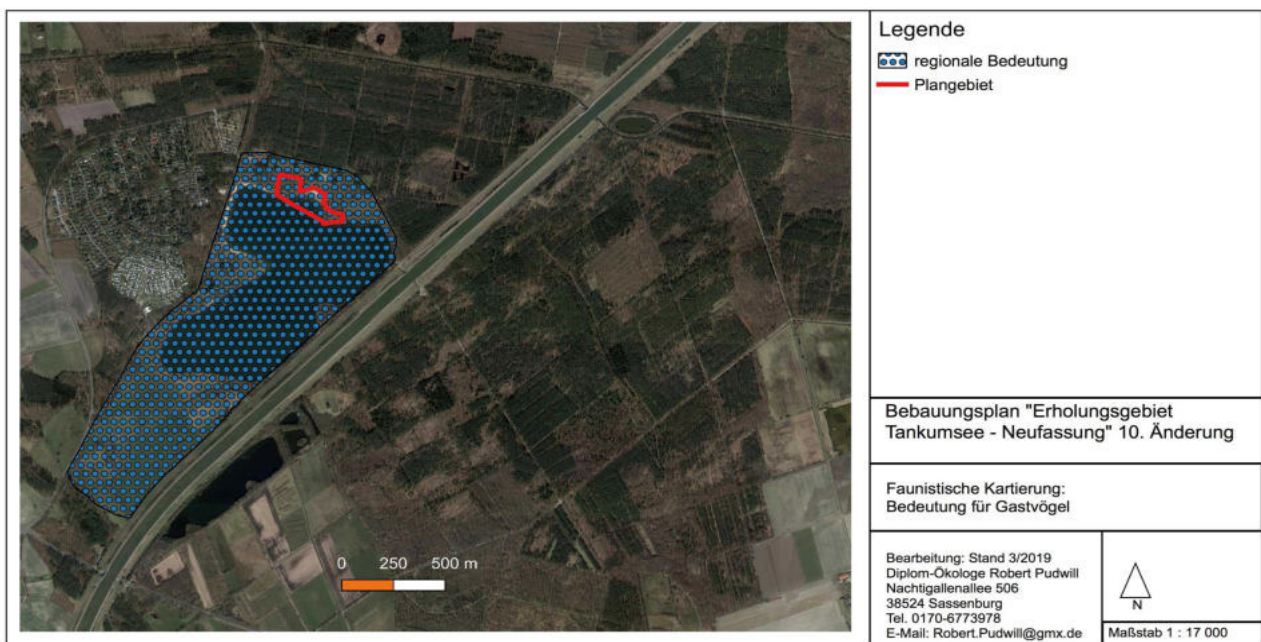 Legende
regionale Bedeutung
Plangebiet
0 250 500 m
Bebauungsplan "Erholungsgebiet
Tankumsee - Neufassung" 10. Änderung
Faunistische Kartierung:
Bedeutung für Gastvögel
Bearbeitung: Stand 3/2019
Diplom-Ökologe Robert Pudwill
Nachtigallenallee 506
38524 Sassenburg
Tel. 0170-6773978
E-Mail: Robert.Pudwill@gmx.de
N
Maßstab 1 : 17 000